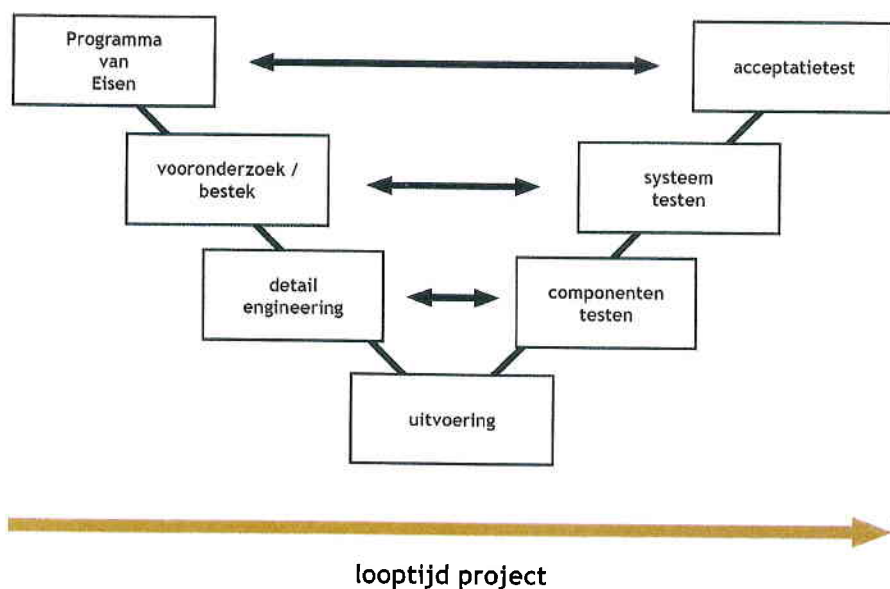 Programma
van
Eisen
acceptatietest
vooronderzoek /
bestek
systeem
testen
detail
engineering
componenten
testen
uitvoering
looptijd project